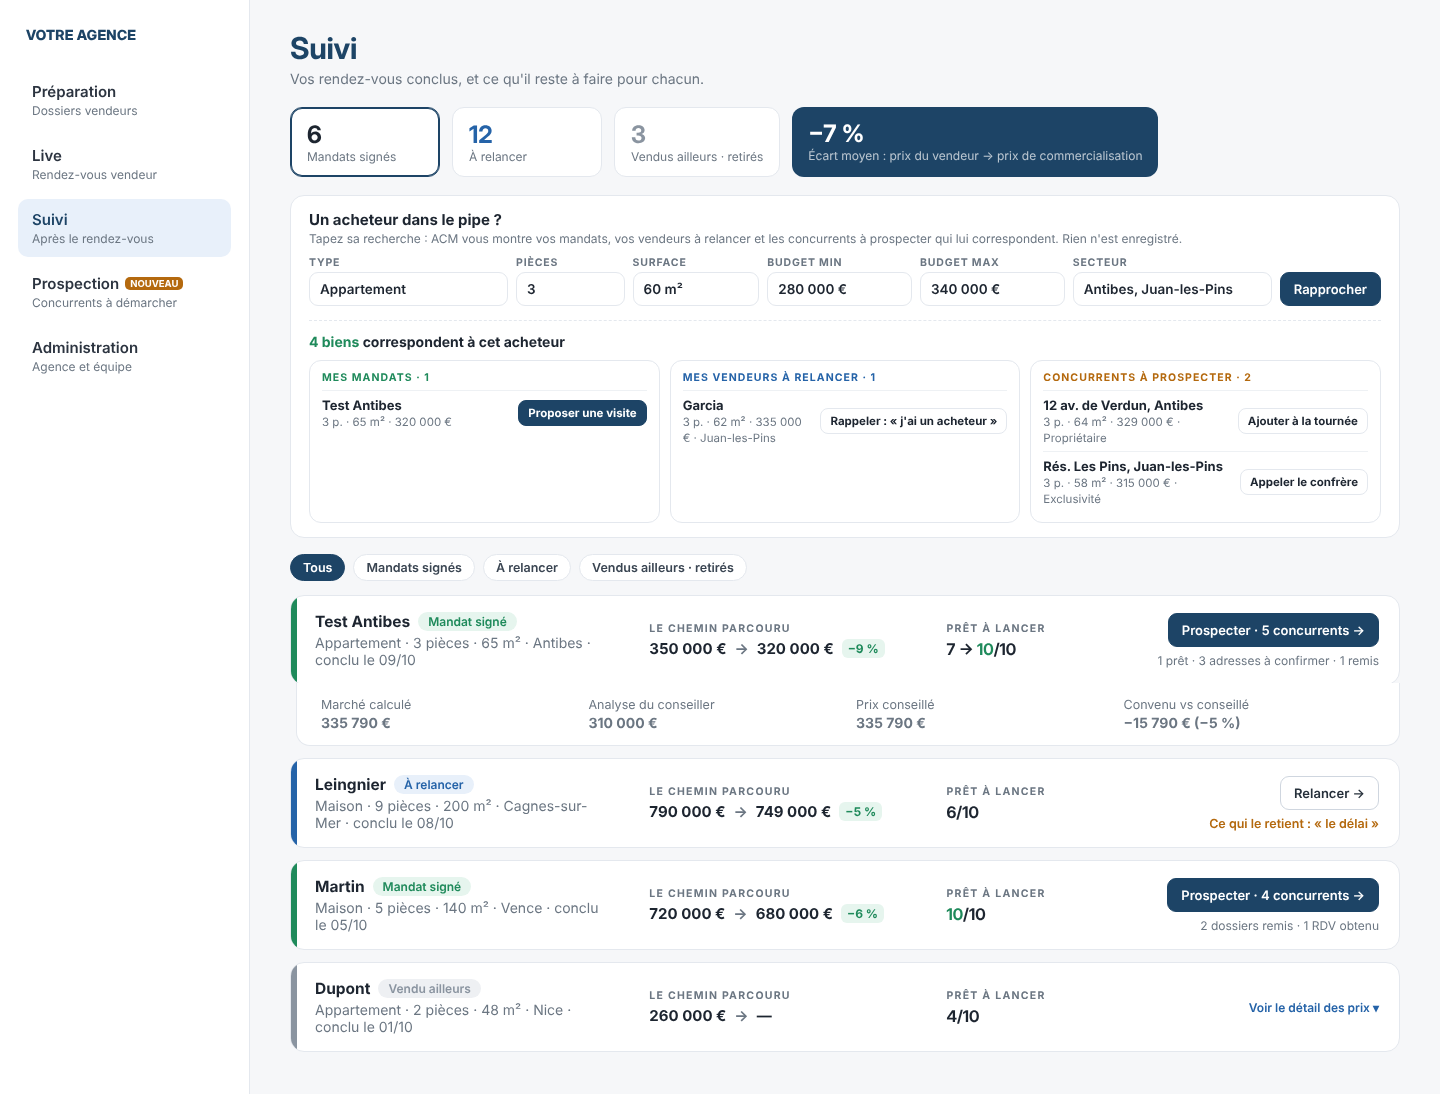 VOTRE AGENCE
Préparation
Dossiers vendeurs
Live
Rendez-vous vendeur
Suivi
Après le rendez-vous
Prospection NOUVEAU
Concurrents à démarcher
Administration
Agence et équipe
Suivi
Vos rendez-vous conclus, et ce qu'il reste à faire pour chacun.
6
Mandats signés
12
À relancer
3
Vendus ailleurs · retirés
−7 %
Écart moyen : prix du vendeur → prix de commercialisation
Un acheteur dans le pipe ?
Tapez sa recherche : ACM vous montre vos mandats, vos vendeurs à relancer et les concurrents à prospecter qui lui correspondent. Rien n'est enregistré.
TYPE PIÈCES SURFACE BUDGET MIN BUDGET MAX SECTEUR
Appartement 3 60 m² 280 000 € 340 000 € Antibes, Juan-les-Pins Rapprocher
4 biens correspondent à cet acheteur
MES MANDATS · 1
Test Antibes
3 p. · 65 m² · 320 000 €
Proposer une visite
MES VENDEURS À RELANCER · 1
Garcia
3 p. · 62 m² · 335 000
€ · Juan-les-Pins
Rappeler : « j'ai un acheteur »
CONCURRENTS À PROSPECTER · 2
12 av. de Verdun, Antibes
3 p. · 64 m² · 329 000 € ·
Propriétaire
Ajouter à la tournée
Rés. Les Pins, Juan-les-Pins
3 p. · 58 m² · 315 000 € ·
Exclusivité
Appeler le confrère
Tous Mandats signés À relancer Vendus ailleurs · retirés
Test Antibes Mandat signé
Appartement · 3 pièces · 65 m² · Antibes ·
conclu le 09/10
LE CHEMIN PARCOURU
350 000 € → 320 000 € −9 %
PRÊT À LANCER
7 → 10/10
Prospecter · 5 concurrents →
1 prêt · 3 adresses à confirmer · 1 remis
Marché calculé
335 790 €
Analyse du conseiller
310 000 €
Prix conseillé
335 790 €
Convenu vs conseillé
−15 790 € (−5 %)
Leingnier À relancer
Maison · 9 pièces · 200 m² · Cagnes-sur-
Mer · conclu le 08/10
LE CHEMIN PARCOURU
790 000 € → 749 000 € −5 %
PRÊT À LANCER
6/10
Relancer →
Ce qui le retient : « le délai »
Martin Mandat signé
Maison · 5 pièces · 140 m² · Vence · conclu
le 05/10
LE CHEMIN PARCOURU
720 000 € → 680 000 € −6 %
PRÊT À LANCER
10/10
Prospecter · 4 concurrents →
2 dossiers remis · 1 RDV obtenu
Dupont Vendu ailleurs
Appartement · 2 pièces · 48 m² · Nice ·
conclu le 01/10
LE CHEMIN PARCOURU
260 000 € → —
PRÊT À LANCER
4/10
Voir le détail des prix ▾